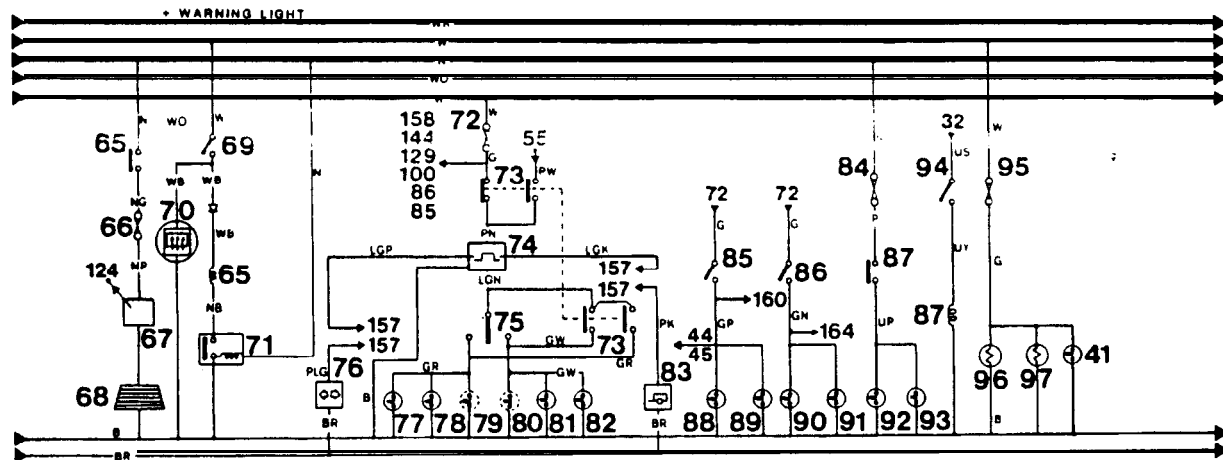 + WARNING LIGHT
W
WO
W
N
WO
W
65
69
WB
WB
NG
66
70
WB
124
NP
65
NB
67
71
68
B
BR
N
158
144
129
100
86
85
72
W
G
55
73
PW
PN
74
LGP
LGK
LGN
157
157
157
157
75
GW
73
GR
PK
76
PLG
GR
GW
83
B
BR
BR
77
78
79
80
81
82
72
G
85
160
GP
44
45
72
G
86
GN
164
84
P
87
UP
32
US
94
UY
87
W
95
G
96
97
41
B
88
89
90
91
92
93